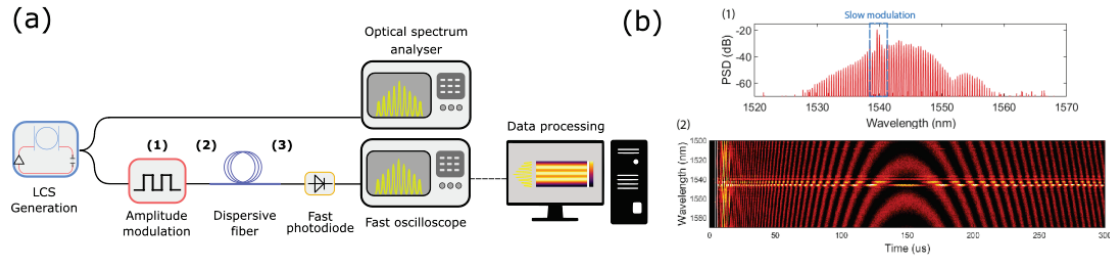 (a)
Optical spectrum
analyser
LCS
Generation
(1)
(2)
(3)
Amplitude
modulation
Dispersive
fiber
Fast
photodiode
Fast oscilloscope
Data processing
(b)
(1)
Slow modulation
PSD (dB)
-20
-60
1520
1530
1540
1550
1560
1570
Wavelength (nm)
(2)
Wavelength (nm)
1500
1520
1540
1560
1580
0
50
100
150
200
250
300
Time (us)